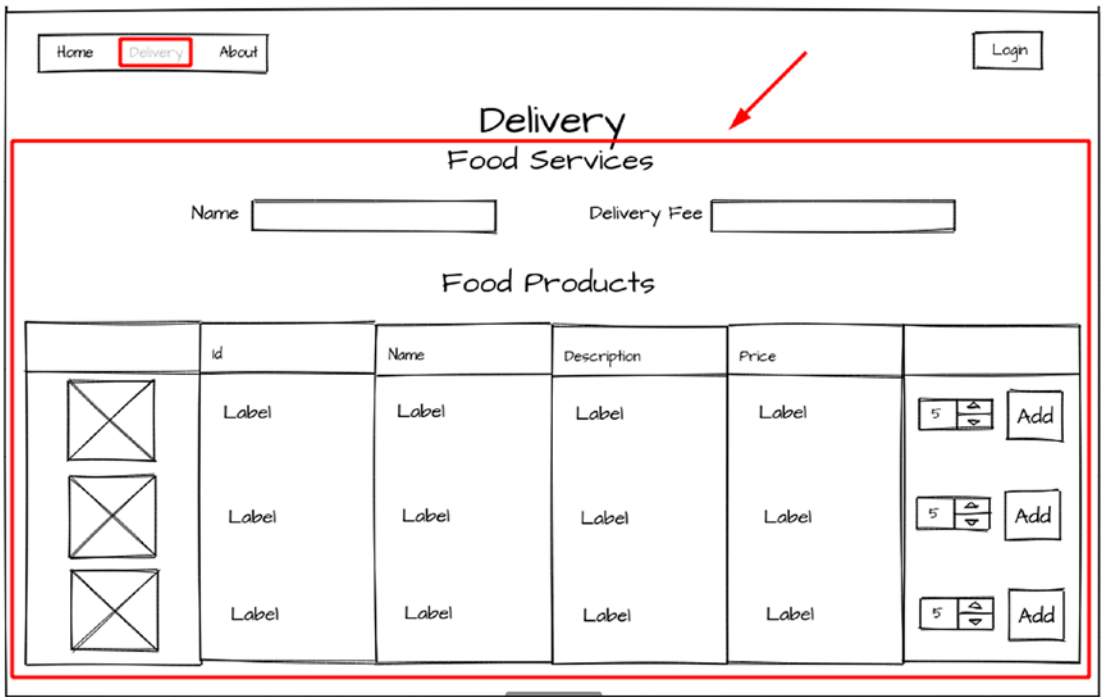 Home Delivery About Login
Delivery
Food Services
Name Delivery Fee
Food Products
Id Name Description Price
Label Label Label Label 5 Add
Label Label Label Label 5 Add
Label Label Label Label 5 Add